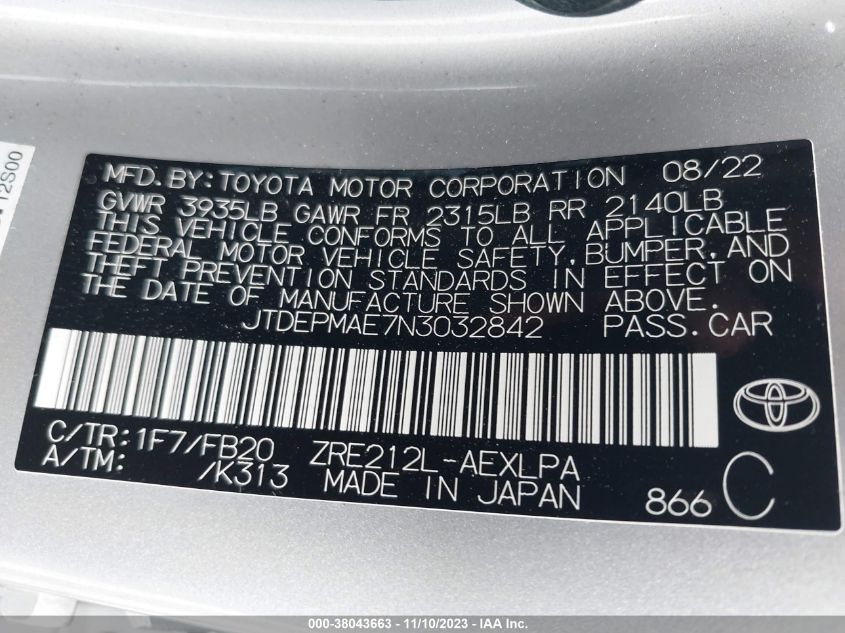 12S00
MFD. BY: TOYOTA MOTOR CORPORATION 08/22
GVWR 3935LB GAWR FR 2315LB RR 2140LB
THIS VEHICLE CONFORMS TO ALL APPLICABLE
FEDERAL MOTOR VEHICLE SAFETY, BUMPER, AND
THEFT PREVENTION STANDARDS IN EFFECT ON
THE DATE OF MANUFACTURE SHOWN ABOVE.
JTDEPMAE7N3032842 PASS. CAR
C/TR: 1F7/FB20 ZRE212L-AEXLPA
A/TM: /K313 MADE IN JAPAN 866 C
000-38043663 - 11/10/2023 - IAA Inc.